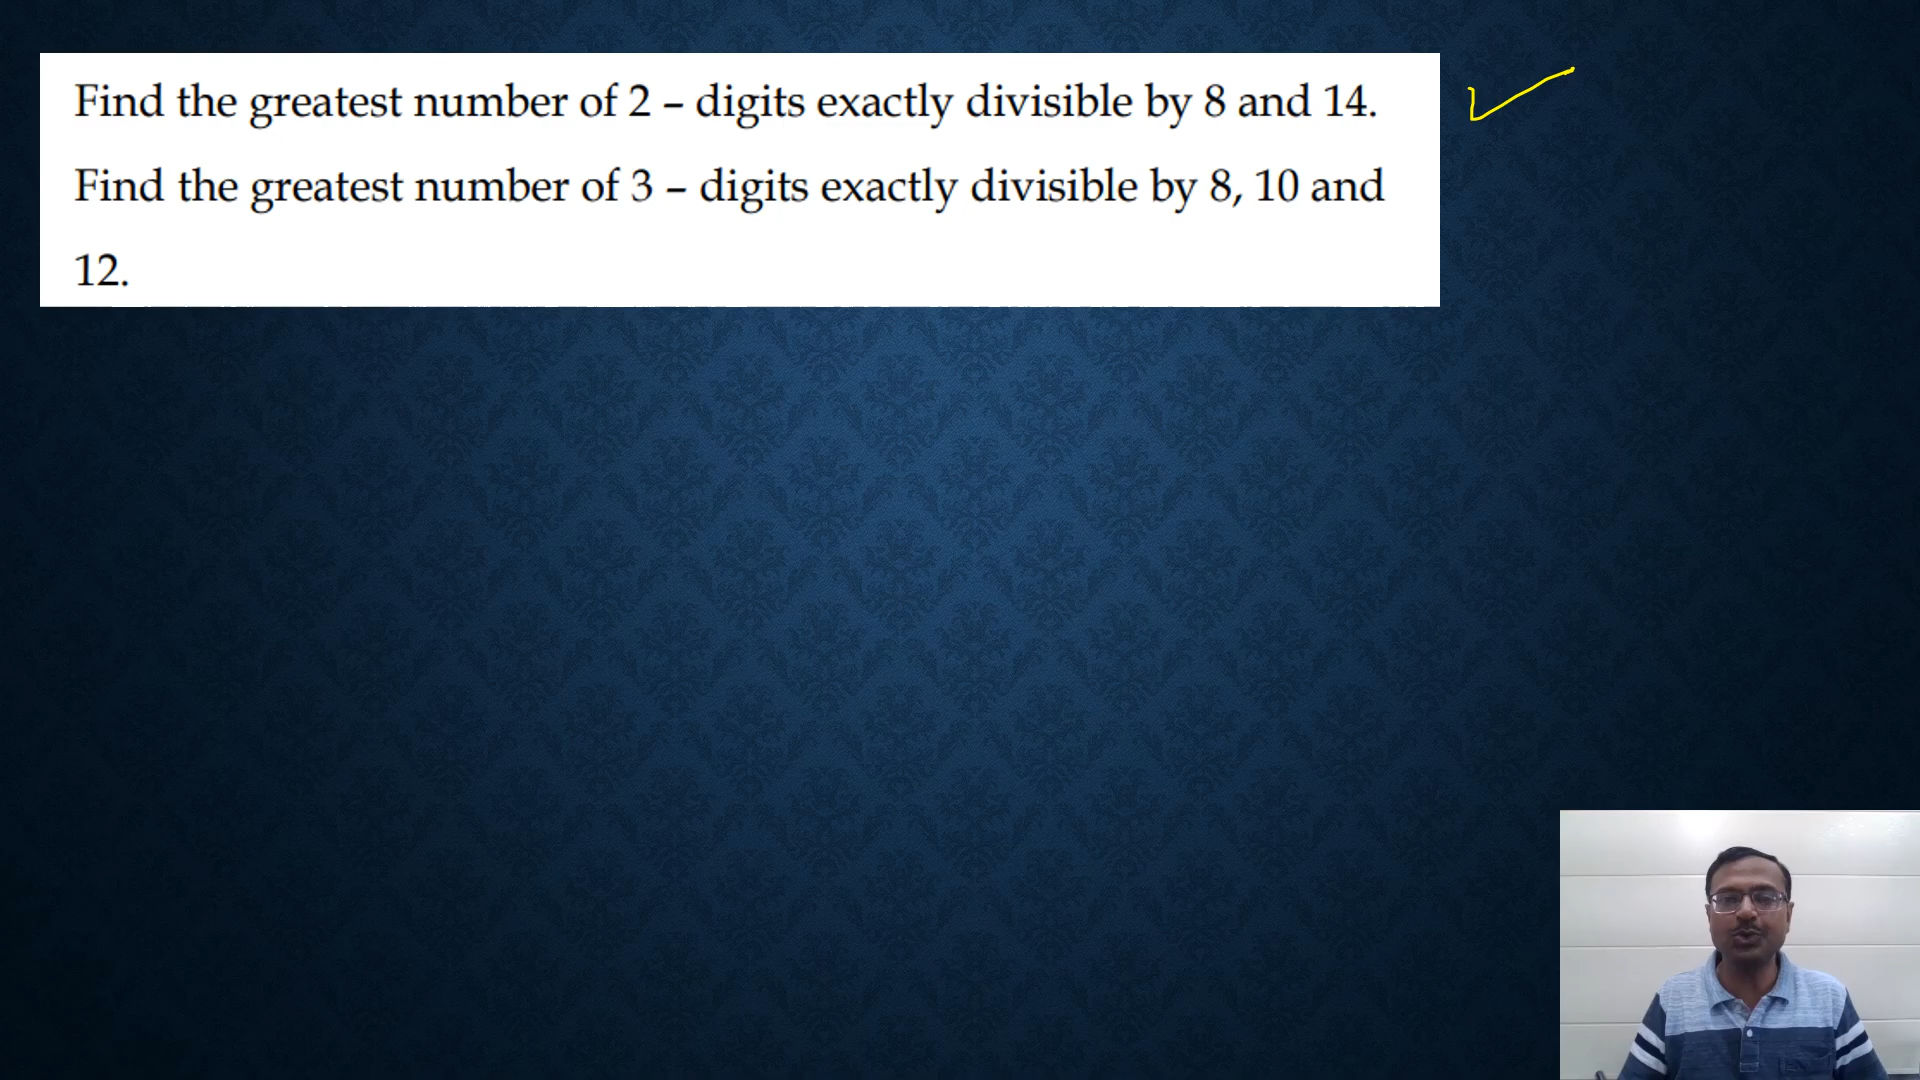 Find the greatest number of 2 – digits exactly divisible by 8 and 14.
Find the greatest number of 3 – digits exactly divisible by 8, 10 and
12.